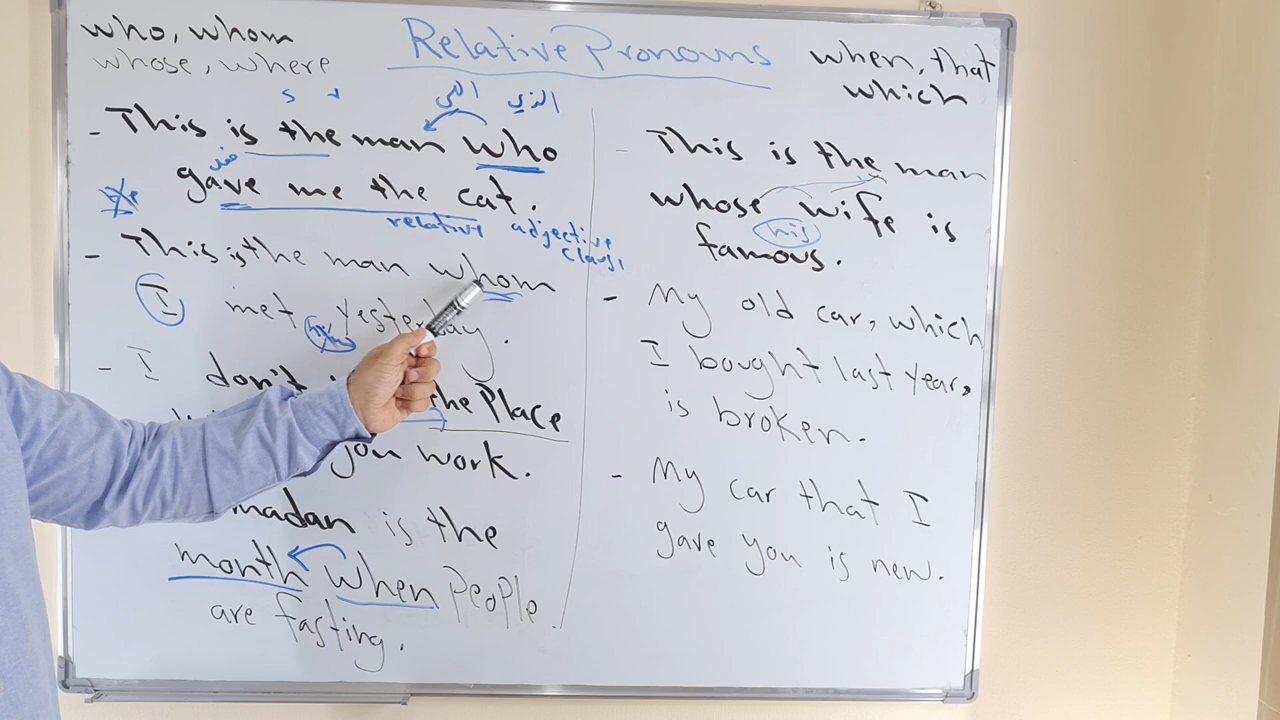 who, whom
whose, where
Relative Pronouns
when, that
which
s
التي الذي
- This is the man who
gave me the cat.
relative adjective
clause
- This is the man whom
I met yesterday.
- I don't the Place
you work.
madan is the
month when People
are fasting.
- This is the man
whose wife is
his
famous.
- My old car, which
I bought last year,
is broken.
- My car that I
gave you is new.